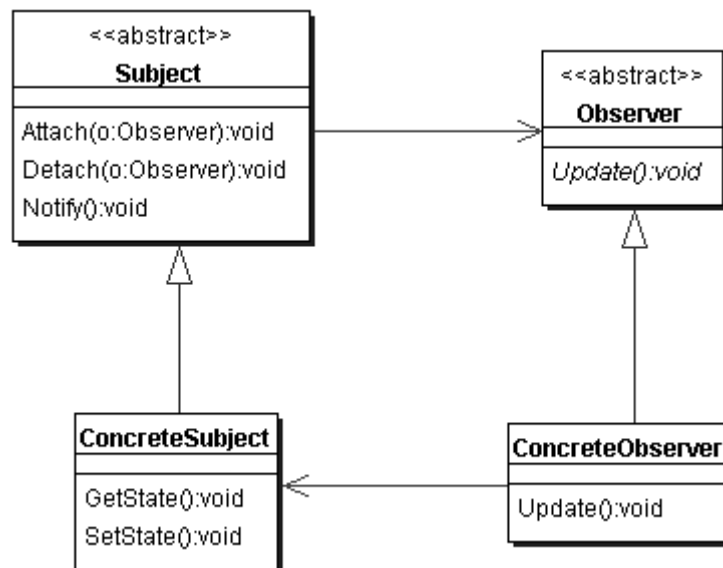 <<abstract>>
Subject
Attach(o:Observer):void
Detach(o:Observer):void
Notify():void
<<abstract>>
Observer
Update():void
ConcreteSubject
GetState():void
SetState():void
ConcreteObserver
Update():void